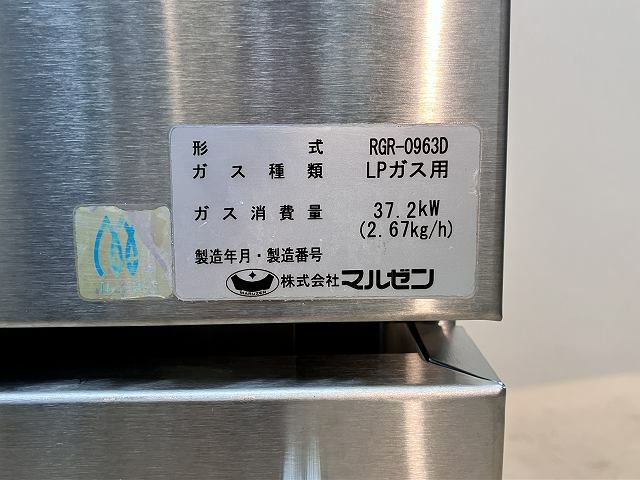 形式 RGR-0963D
ガス種類 LPガス用
ガス消費量 37.2kW
(2.67kg/h)
製造年月・製造番号
株式会社マルゼン